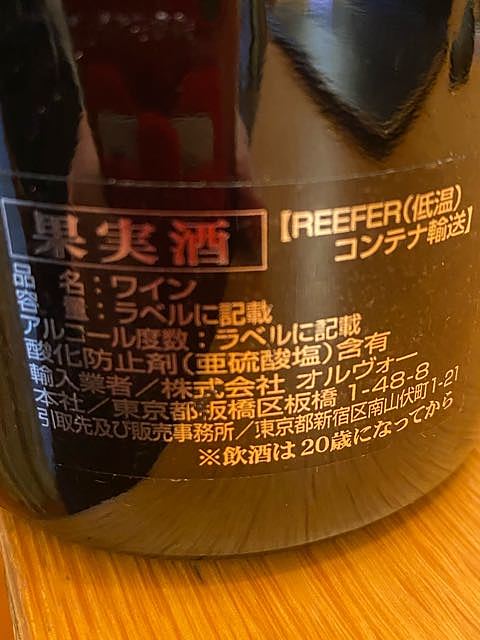 果実酒
【REEFER(低温)
コンテナ輸送】
品 名：ワイン
容 量：ラベルに記載
アルコール度数：ラベルに記載
酸化防止剤(亜硫酸塩)含有
輸入業者／株式会社 オルヴォー
本社／東京都板橋区板橋 1-48-8
引取先及び販売事務所／東京都新宿区南山伏町1-21
※飲酒は20歳になってから